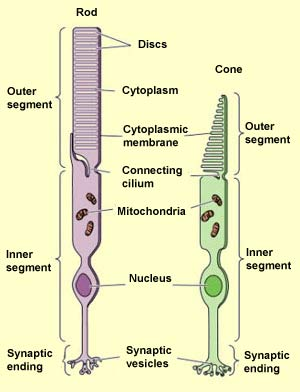 Rod
Discs
Outer
segment
Cytoplasm
Cone
Cytoplasmic
membrane
Outer
segment
Connecting
cilium
Mitochondria
Inner
segment
Inner
segment
Nucleus
Synaptic
ending
Synaptic
vesicles
Synaptic
ending